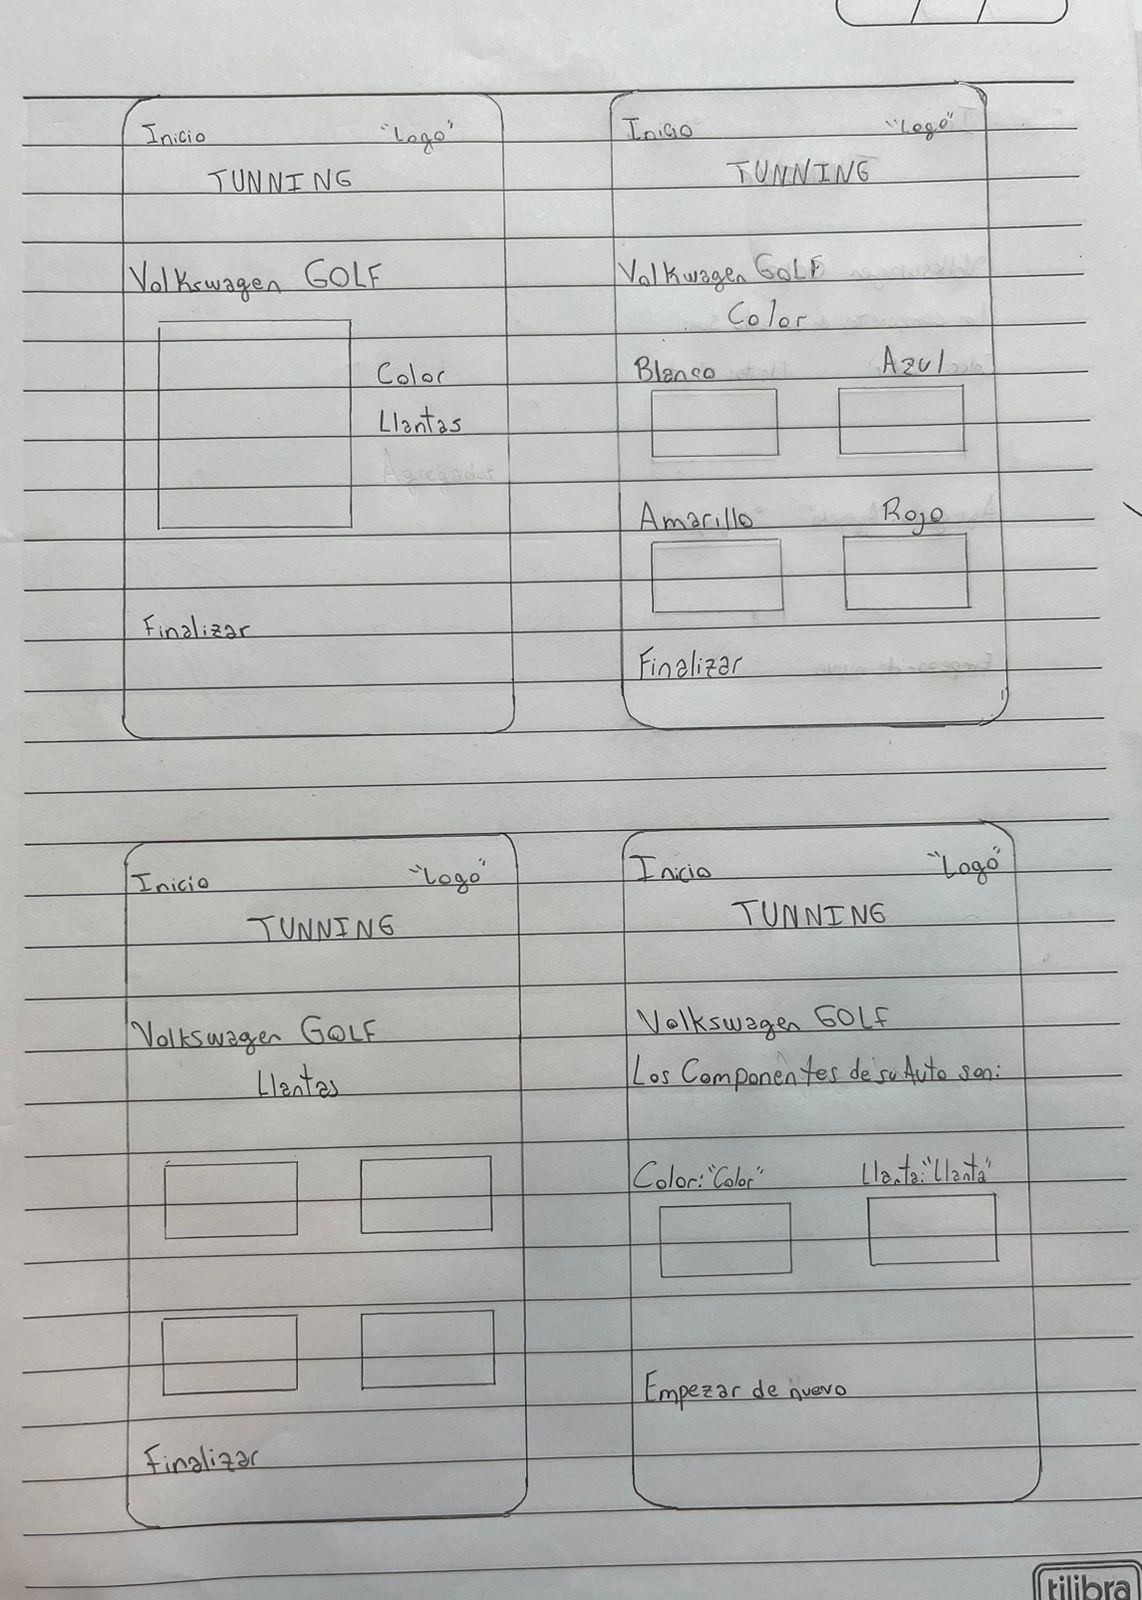 Inicio "Logo"
TUNNING
Volkswagen GOLF
Color
Llantas
Agregados
Finalizar
Inicio "Logo"
TUNNING
Volkwagen GOLF
Color
Blanco Azul
Amarillo Rojo
Finalizar
Inicio "Logo"
TUNNING
Volkswagen GOLF
Llantas
Finalizar
Inicio "Logo"
TUNNING
Volkswagen GOLF
Los Componentes de su Auto son:
Color: "Color" Llanta: "Llanta"
Empezar de nuevo
tilibra